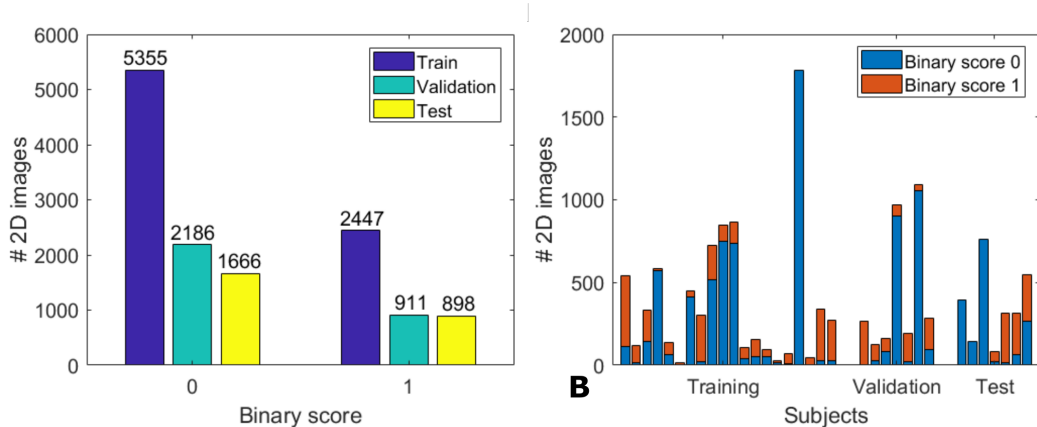 6000
5000
4000
3000
2000
1000
0
# 2D images
5355
2186
1666
2447
911
898
Train
Validation
Test
0
1
Binary score
2000
1500
1000
500
0
# 2D images
Binary score 0
Binary score 1
B
Training
Validation
Test
Subjects